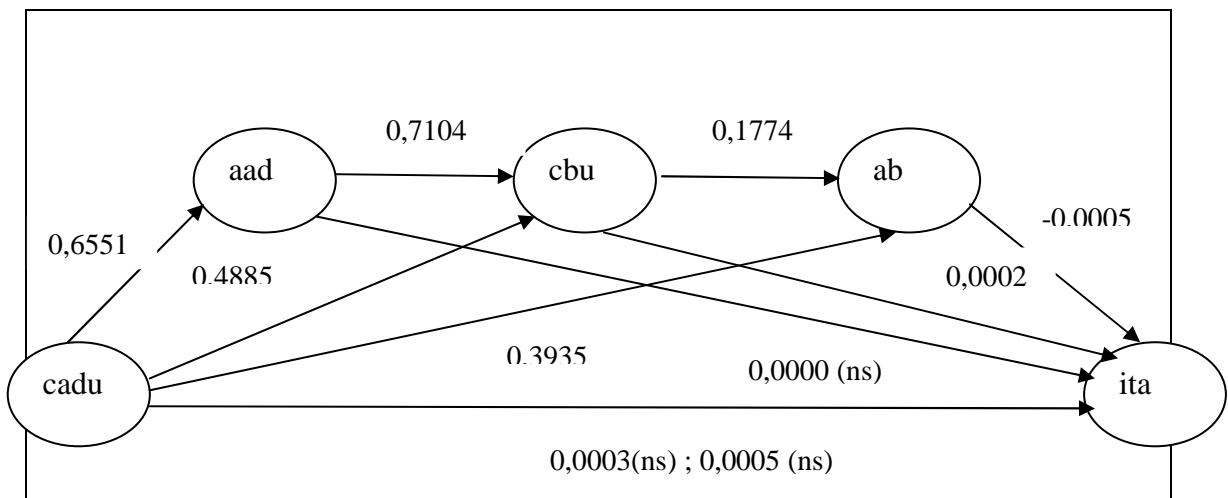 0,7104
0,1774
aad
cbu
ab
-0.0005
0,6551
0.4885
0,0002
0.3935
0,0000 (ns)
cadu
ita
0,0003(ns) ; 0,0005 (ns)